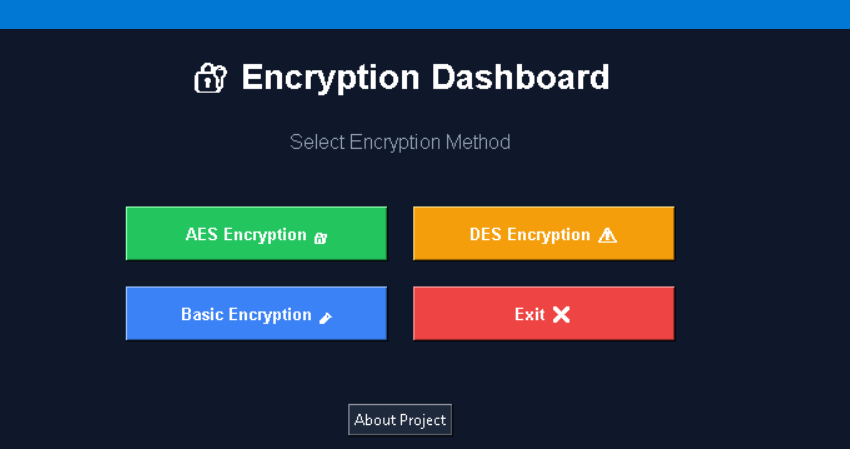 🔐 Encryption Dashboard
Select Encryption Method
AES Encryption 🔐
DES Encryption ⚠
Basic Encryption 🔑
Exit ❌
About Project